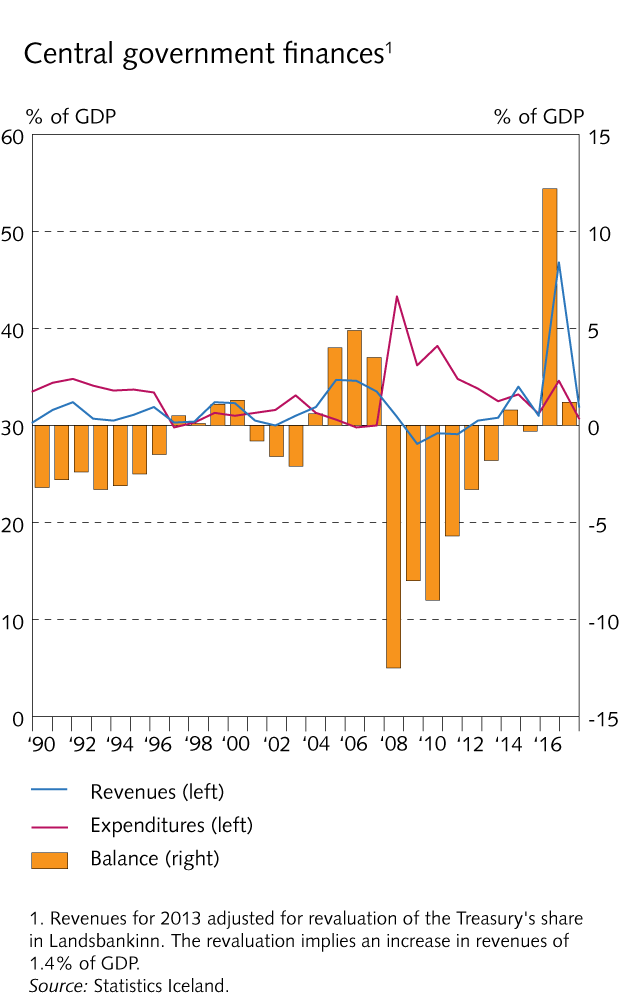 Central government finances¹
% of GDP % of GDP
60 15
50 10
40 5
30 0
20 -5
10 -10
0 -15
‘90 ‘92 ‘94 ‘96 ‘98 ‘00 ‘02 ‘04 ‘06 ‘08 ‘10 ‘12 ‘14 ‘16
Revenues (left)
Expenditures (left)
Balance (right)
1. Revenues for 2013 adjusted for revaluation of the Treasury's share
in Landsbankinn. The revaluation implies an increase in revenues of
1.4% of GDP.
Source: Statistics Iceland.